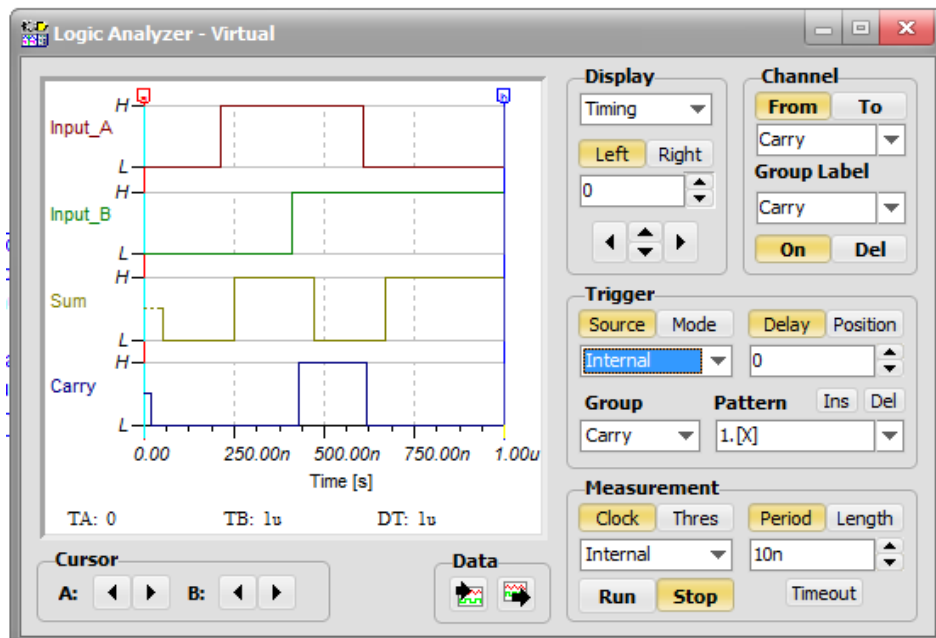 Logic Analyzer - Virtual
H
Input_A
L
H
Input_B
L
H
Sum
L
H
Carry
L
0.00 250.00n 500.00n 750.00n 1.00u
Time [s]
TA: 0 TB: 1u DT: 1u
Cursor
A: B:
Data
Display
Timing
Left Right
0
Channel
From To
Carry
Group Label
Carry
On Del
Trigger
Source Mode Delay Position
Internal 0
Group Pattern Ins Del
Carry 1.[X]
Measurement
Clock Thres Period Length
Internal 10n
Run Stop Timeout